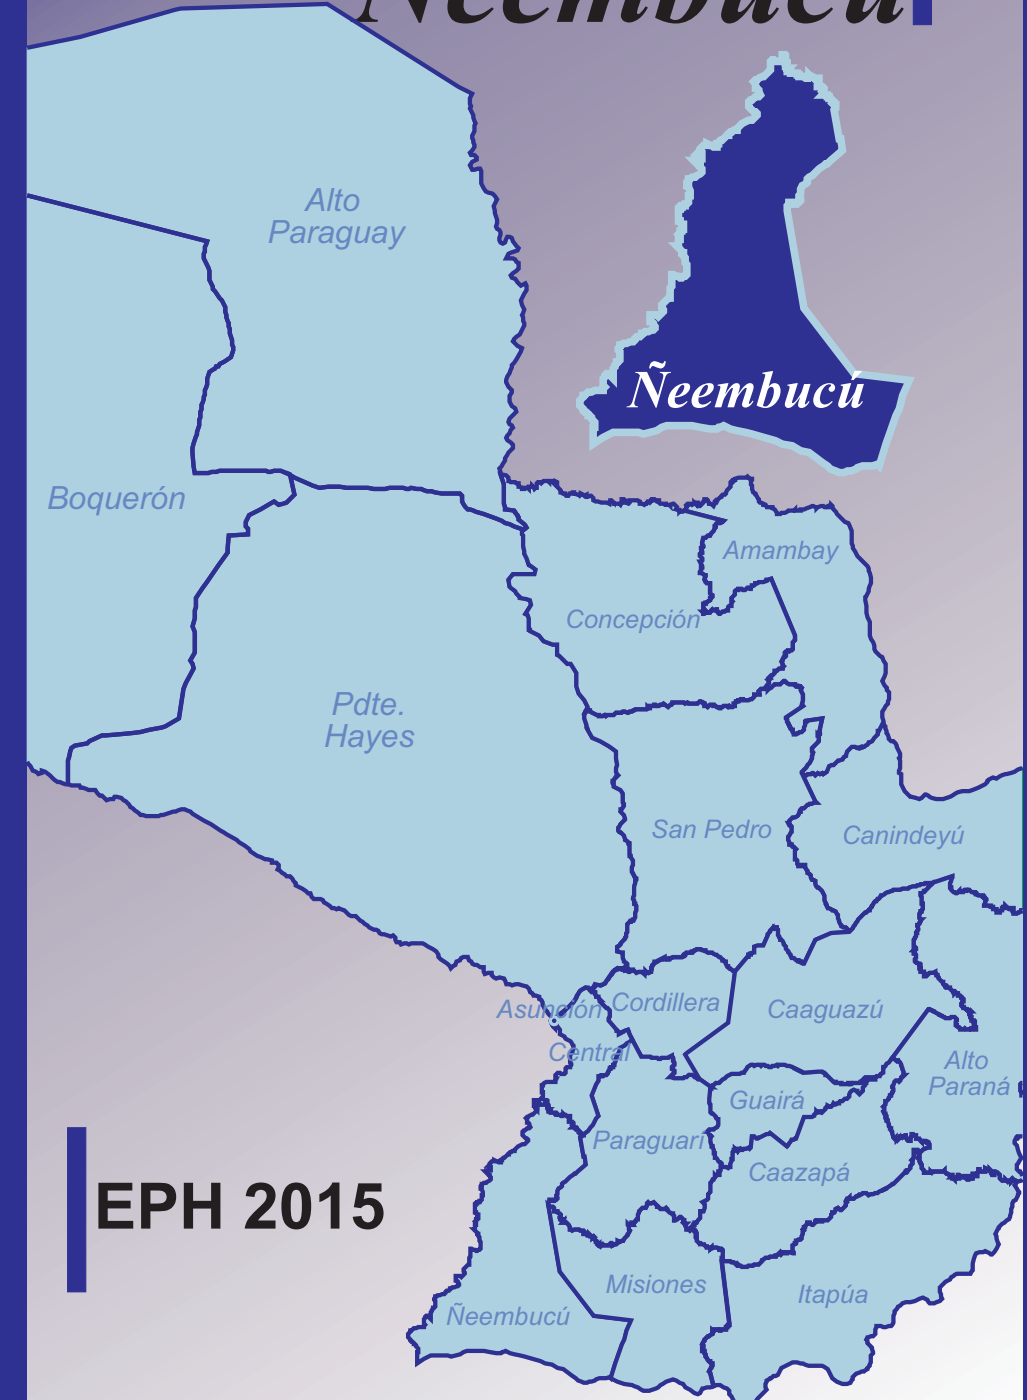 Ñeembucú
Alto
Paraguay
Ñeembucú
Boquerón
Amambay
Concepción
Pdte.
Hayes
San Pedro
Canindeyú
Asunción
Cordillera
Caaguazú
Central
Alto
Paraná
Guairá
Paraguarí
Caazapá
EPH 2015
Misiones
Itapúa
Ñeembucú